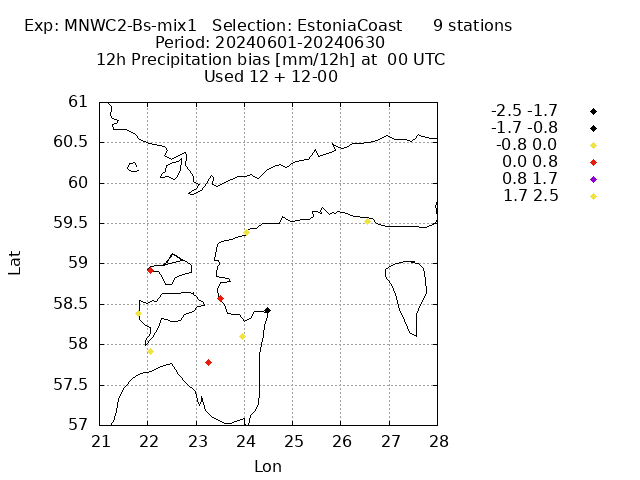 Exp: MNWC2-Bs-mix1   Selection: EstoniaCoast      9 stations
Period: 20240601-20240630
12h Precipitation bias [mm/12h] at  00 UTC
Used 12 + 12-00
-2.5 -1.7
-1.7 -0.8
-0.8 0.0
0.0 0.8
0.8 1.7
1.7 2.5
Lat
61
60.5
60
59.5
59
58.5
58
57.5
57
21 22 23 24 25 26 27 28
Lon